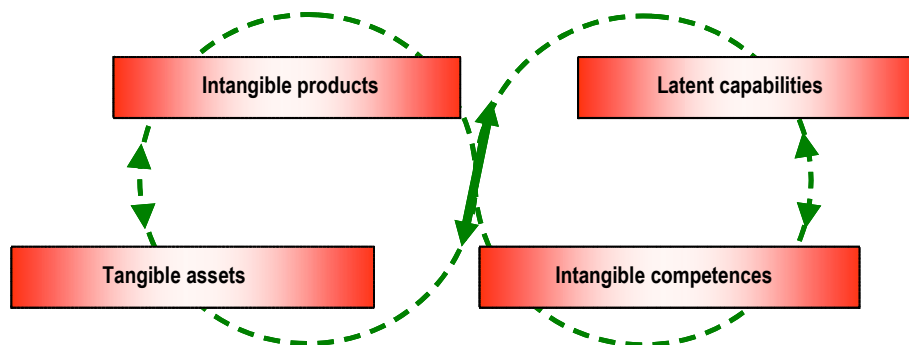 Intangible products
Latent capabilities
Tangible assets
Intangible competences